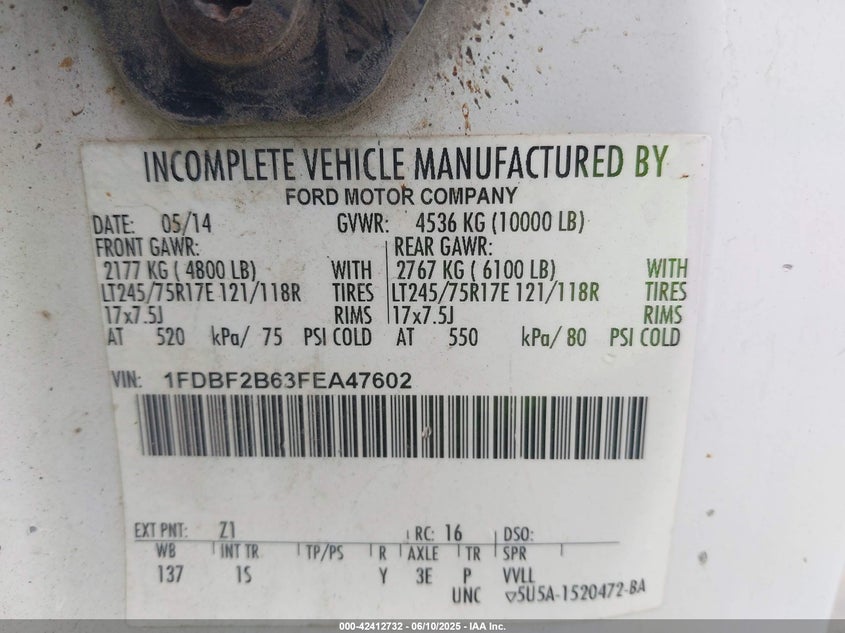 INCOMPLETE VEHICLE MANUFACTURED BY
FORD MOTOR COMPANY
DATE: 05/14 GVWR: 4536 KG (10000 LB)
FRONT GAWR: REAR GAWR:
2177 KG ( 4800 LB) WITH 2767 KG ( 6100 LB) WITH
LT245/75R17E 121/118R TIRES LT245/75R17E 121/118R TIRES
17x7.5J RIMS 17x7.5J RIMS
AT 520 kPa/ 75 PSI COLD AT 550 kPa/ 80 PSI COLD
VIN: 1FDBF2B63FEA47602
EXT PNT: Z1 RC: 16 DSO:
WB INT TR TP/PS R AXLE TR SPR
137 1S Y 3E P VVLL
UNC ▽5U5A-1520472-BA
000-42412732 - 06/10/2025 - IAA Inc.